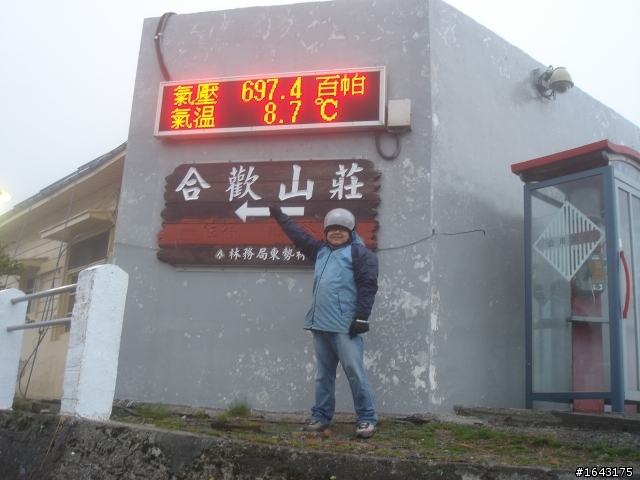 氣壓 697.4 百帕
氣溫 8.7 ℃
合歡山莊
林務局東勢
#1643175